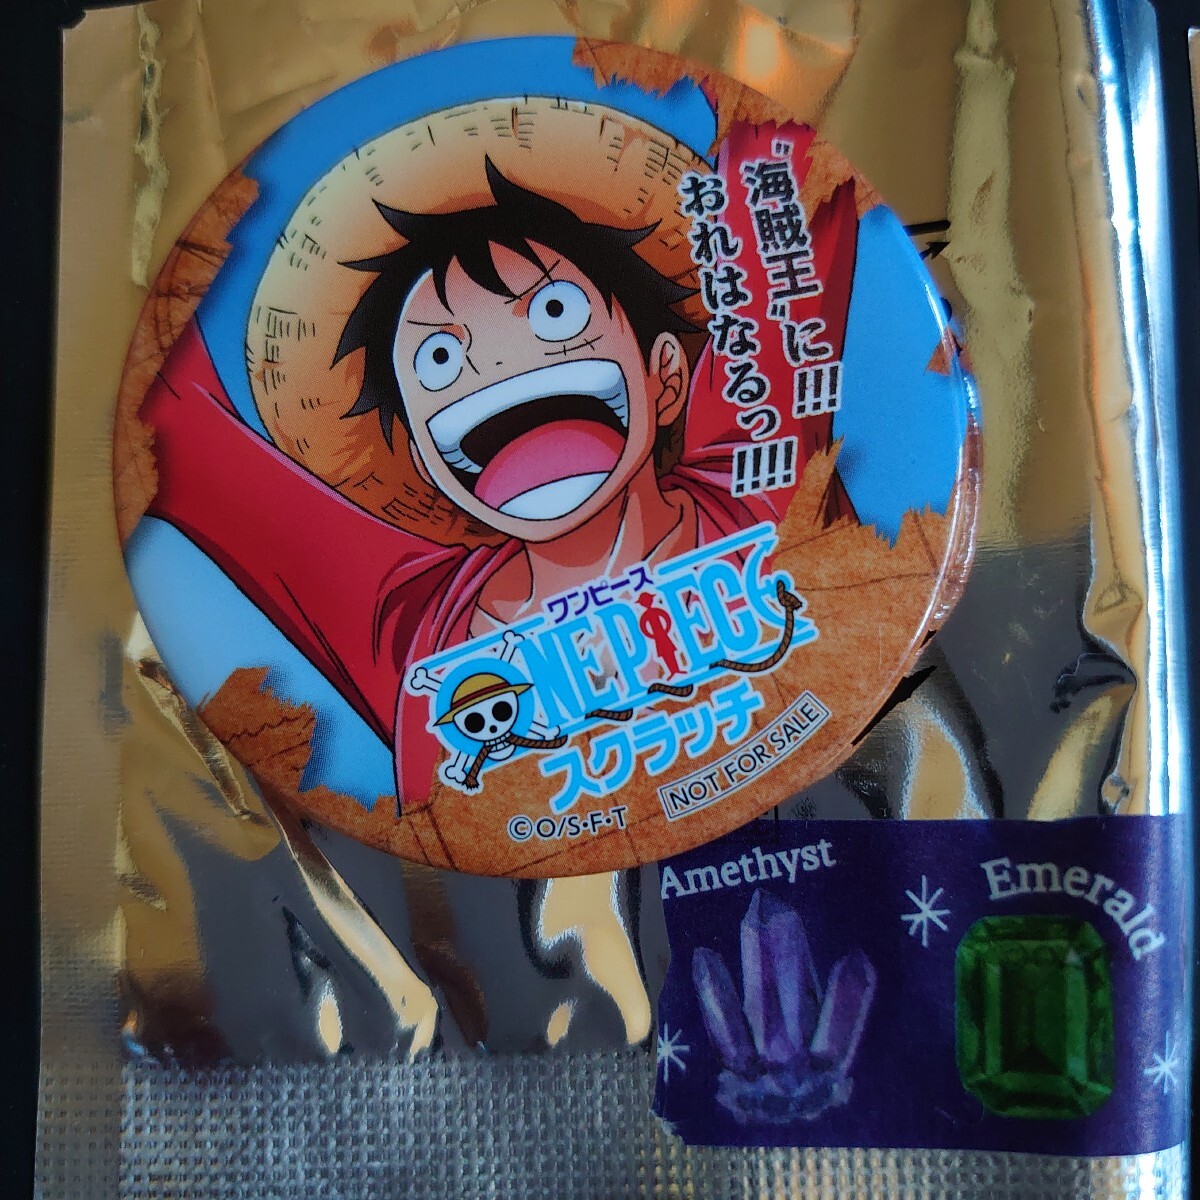 〝海賊王〟に!!!
おれはなるっ!!!!
ワンピース
ONE PIECE
スクラッチ
NOT FOR SALE
©O/S・F・T
Amethyst
Emerald